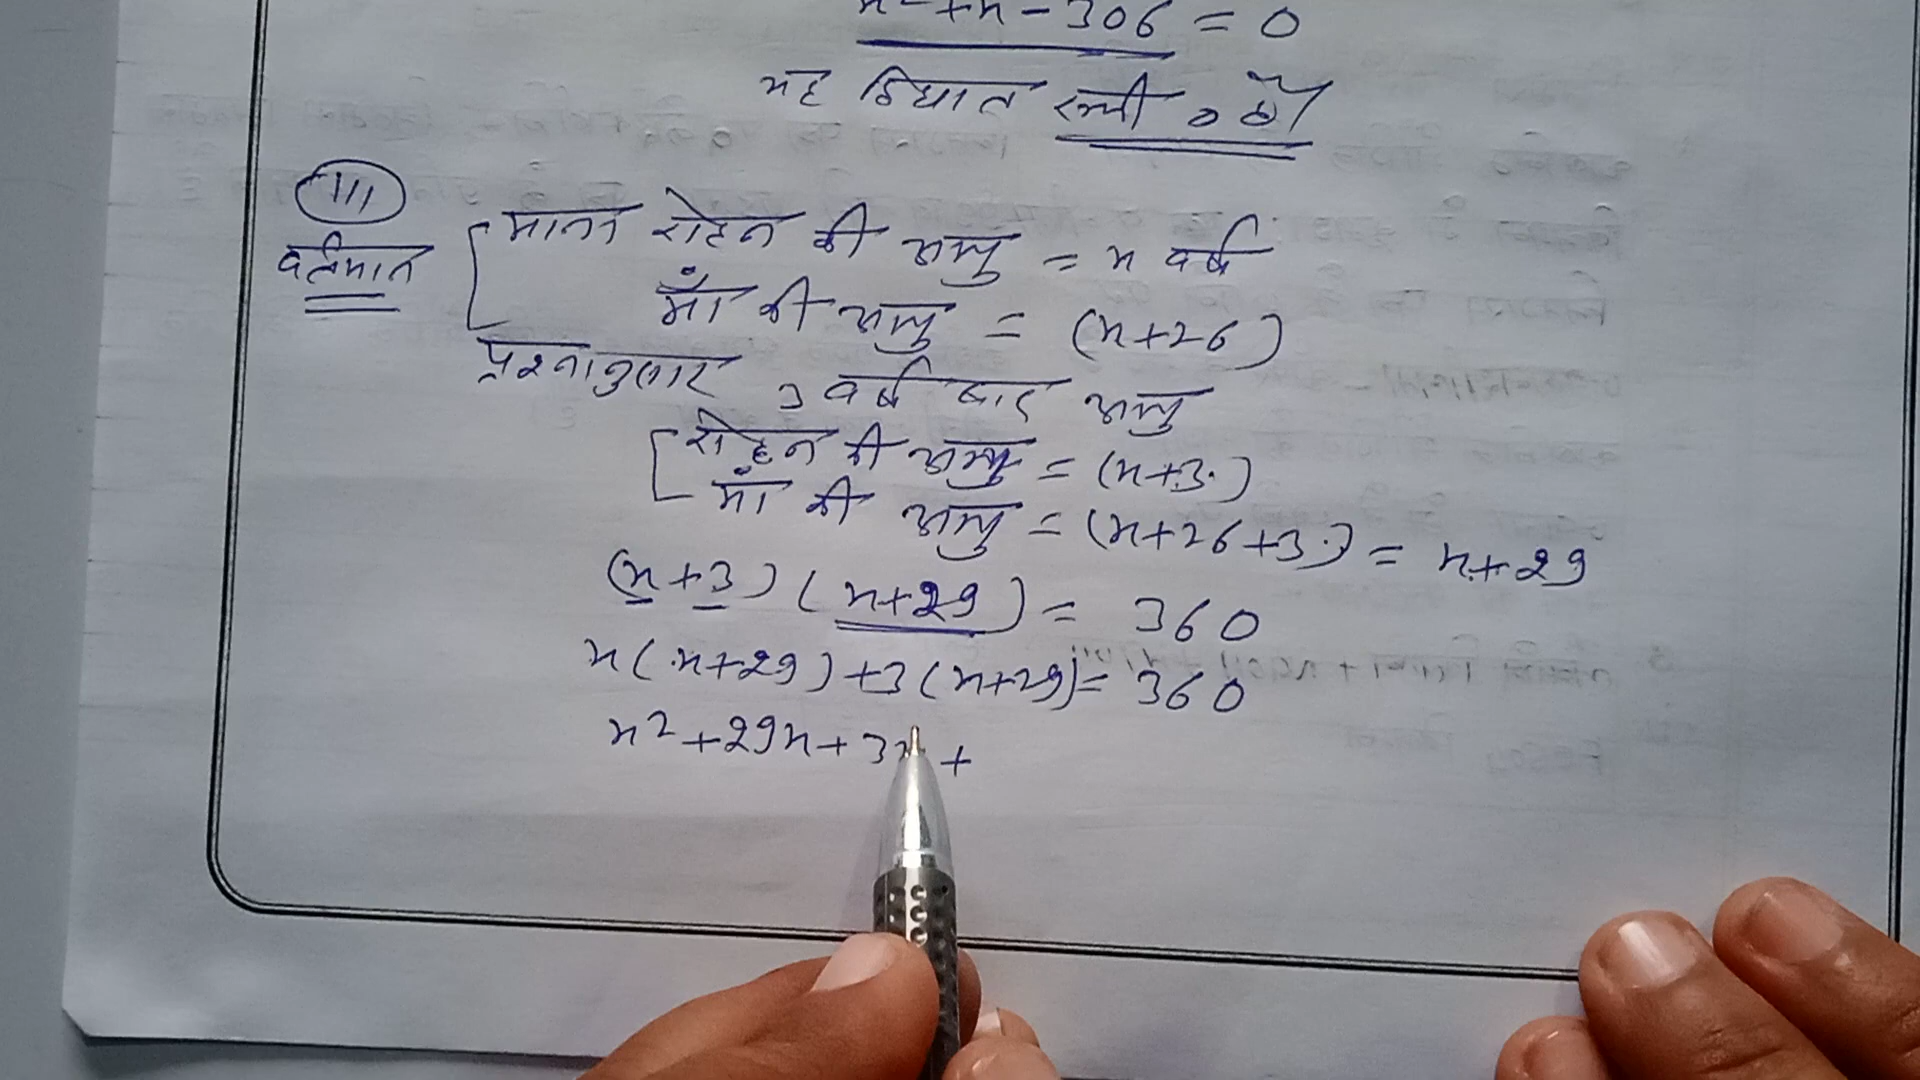 x² + x - 306 = 0
यह द्विघात समी० है।
III
वर्तमान
माना रोहन की आयु = x वर्ष
माँ की आयु = (x+26)
प्रश्नानुसार 3 वर्ष बाद आयु
रोहन की आयु = (x+3)
माँ की आयु = (x+26+3) = x+29
(x+3) (x+29) = 360
x(x+29)+3(x+29)= 360
x²+29x+3x +